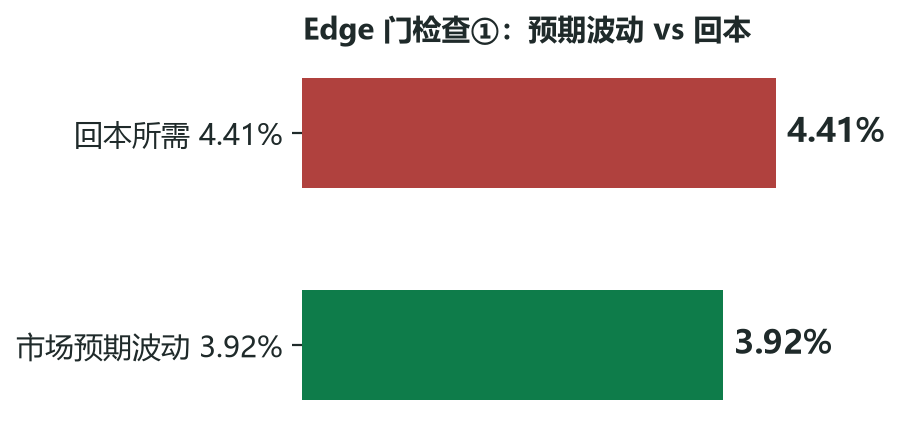 Edge 门检查①：预期波动 vs 回本
回本所需 4.41%
4.41%
市场预期波动 3.92%
3.92%